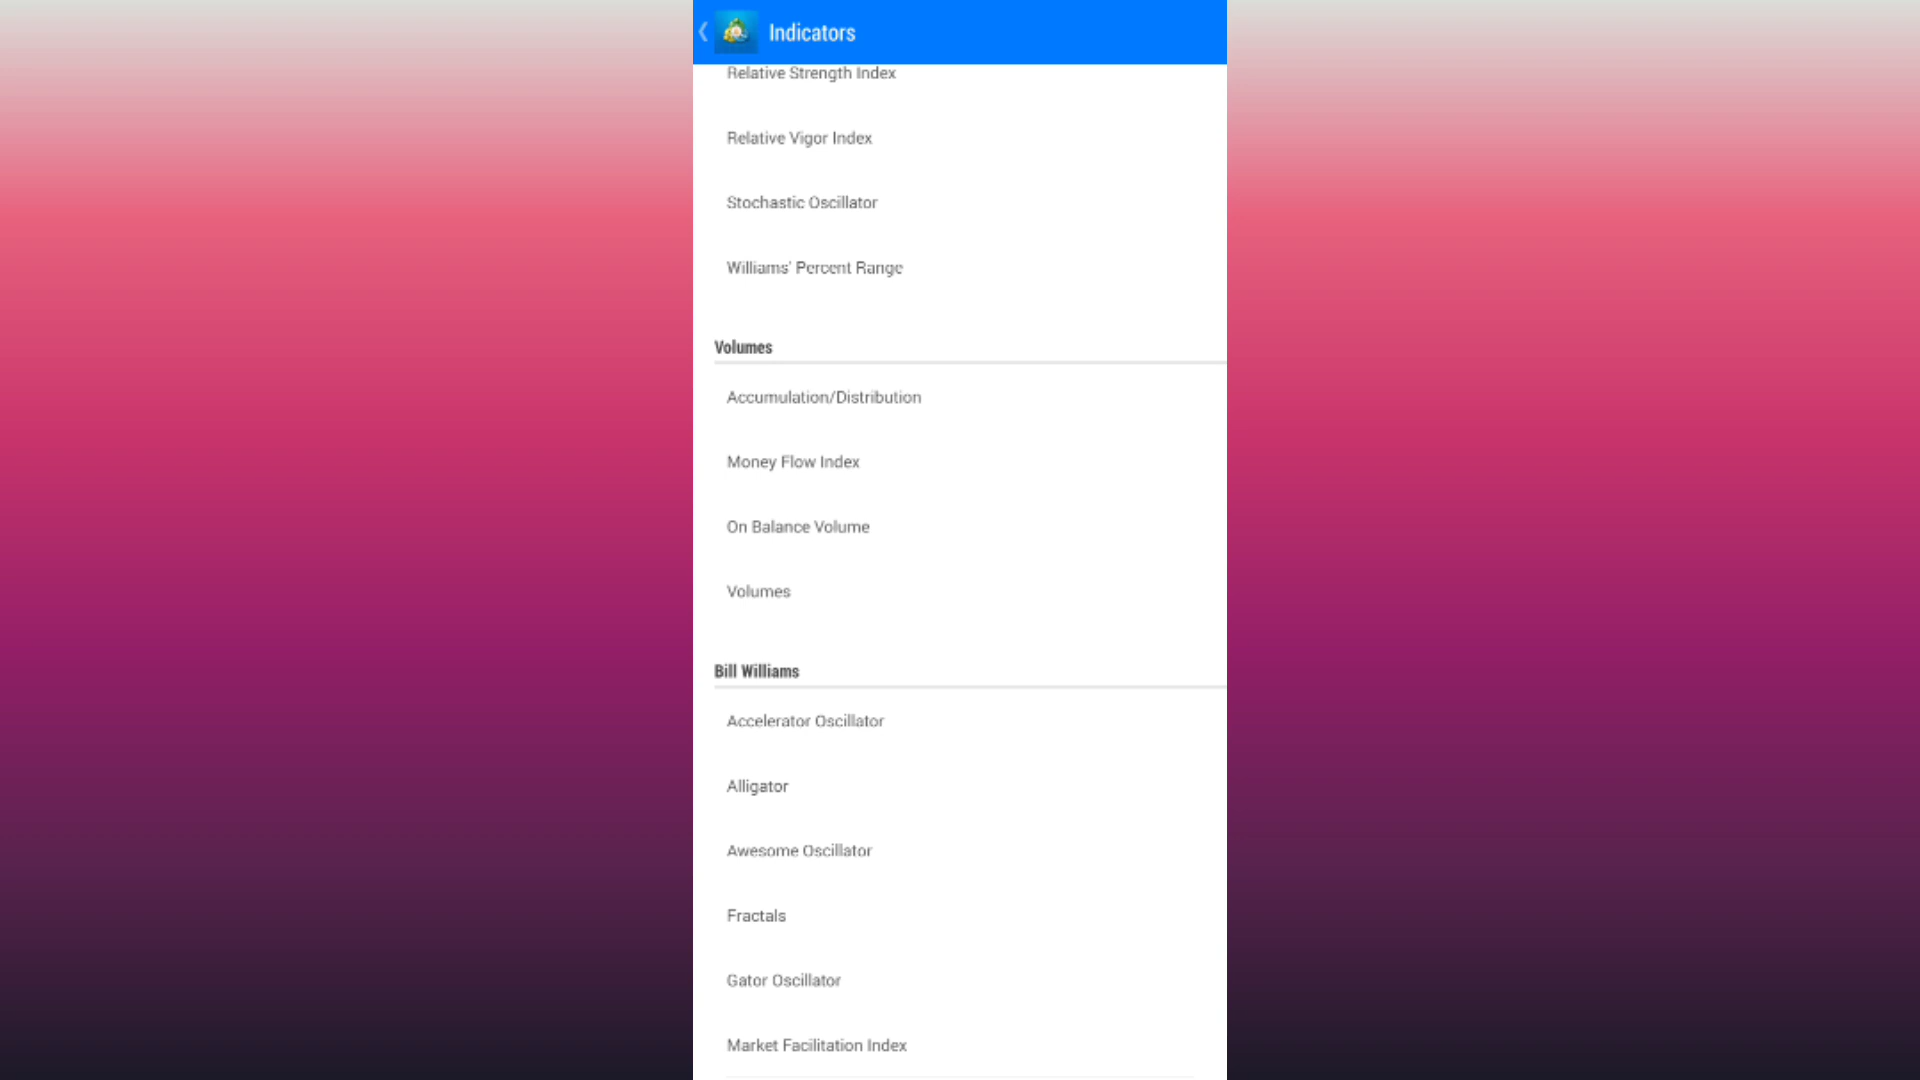 Indicators
Relative Strength Index
Relative Vigor Index
Stochastic Oscillator
Williams' Percent Range
Volumes
Accumulation/Distribution
Money Flow Index
On Balance Volume
Volumes
Bill Williams
Accelerator Oscillator
Alligator
Awesome Oscillator
Fractals
Gator Oscillator
Market Facilitation Index